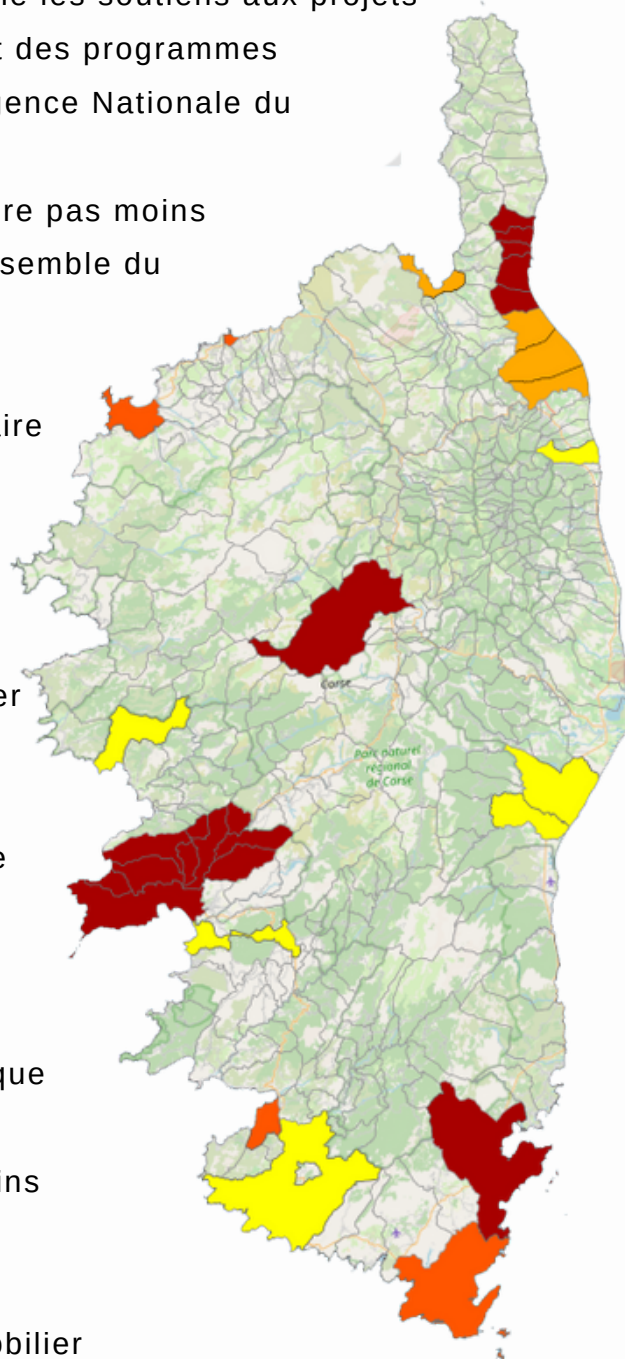 le les soutiens aux projets
t des programmes
gence Nationale du
re pas moins
semble du
ire
er
Corse
Parc naturel
régional
de Corse
e
que
ins
obilier